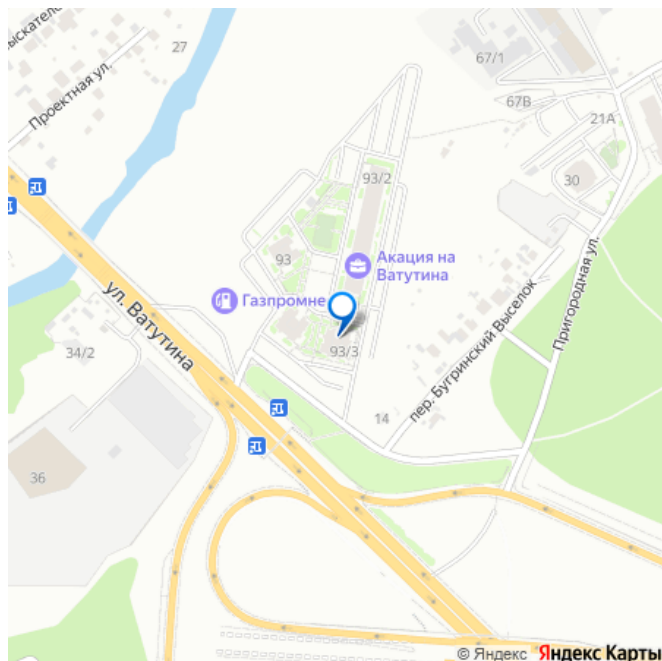 ыскател
27
Проектная ул.
67/1
67В
21А
30
93/2
93
Акация на
Ватутина
Газпромне
93/3
ул. Ватутина
34/2
Пригородная ул.
пер. Бугринский Выселок
14
36
© Яндекс Яндекс Карты